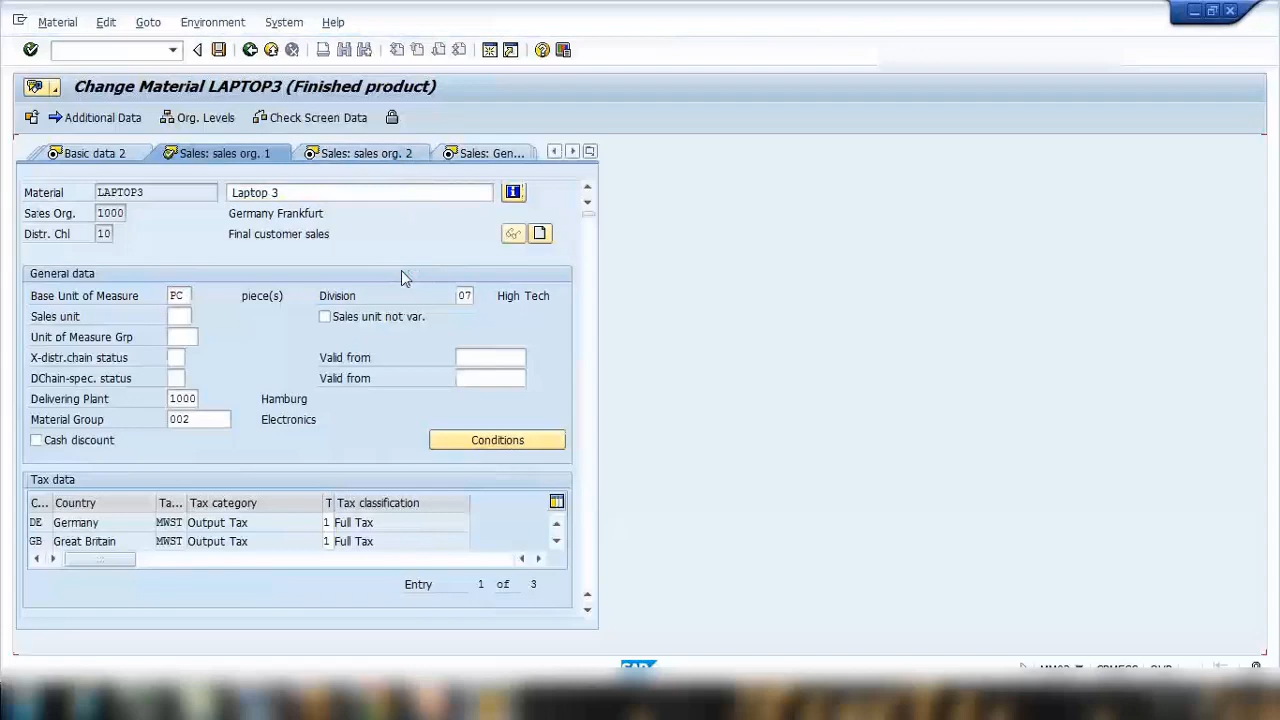 Material Edit Goto Environment System Help
Change Material LAPTOP3 (Finished product)
Additional Data Org. Levels Check Screen Data
Basic data 2 Sales: sales org. 1 Sales: sales org. 2 Sales: Gen...
Material LAPTOP3 Laptop 3
Sales Org. 1000 Germany Frankfurt
Distr. Chl 10 Final customer sales
General data
Base Unit of Measure PC piece(s) Division 07 High Tech
Sales unit Sales unit not var.
Unit of Measure Grp
X-distr.chain status Valid from
DChain-spec. status Valid from
Delivering Plant 1000 Hamburg
Material Group 002 Electronics
Cash discount Conditions
Tax data
C... Country Ta... Tax category T Tax classification
DE Germany MWST Output Tax 1 Full Tax
GB Great Britain MWST Output Tax 1 Full Tax
Entry 1 of 3
SAP